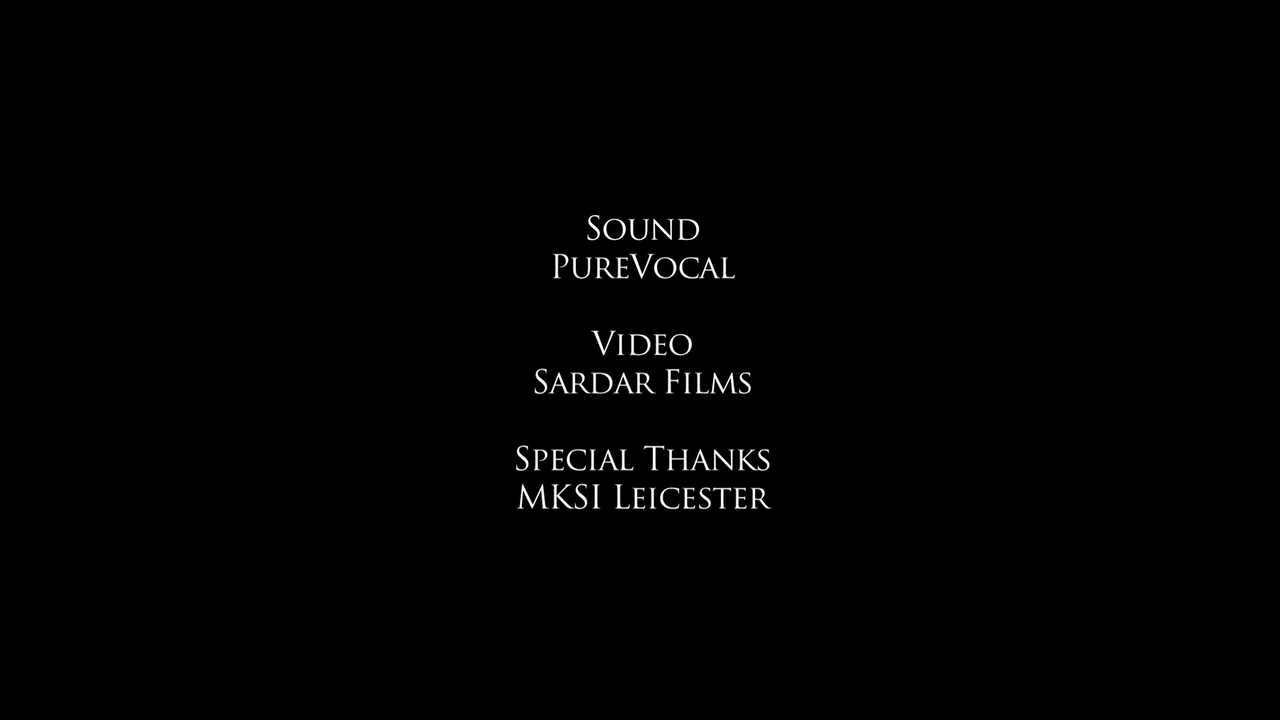 Sound
PureVocal
Video
Sardar Films
Special Thanks
MKSI Leicester